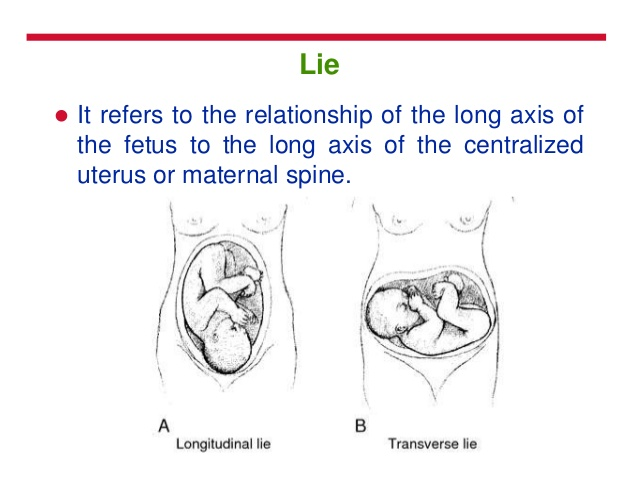 Lie
It refers to the relationship of the long axis of
the fetus to the long axis of the centralized
uterus or maternal spine.
A
Longitudinal lie
B
Transverse lie